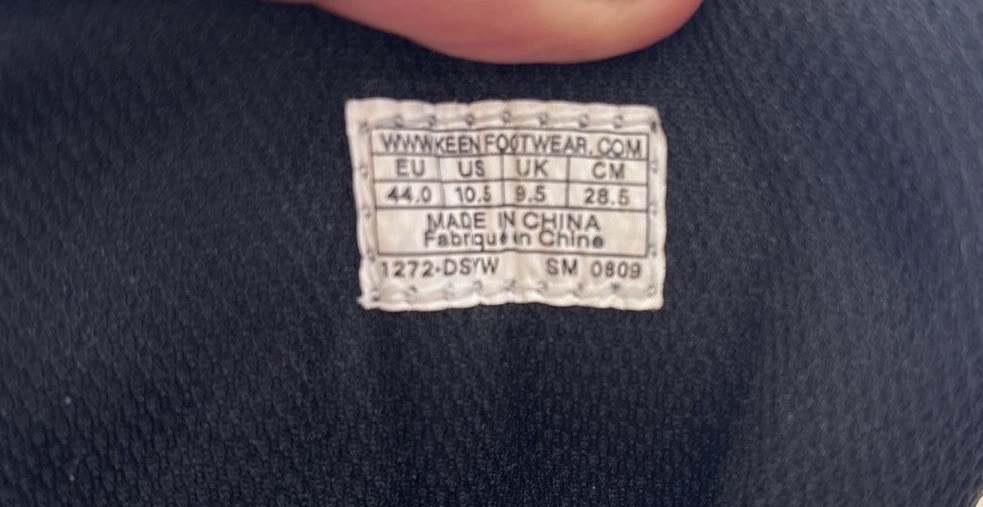 WWW.KEENFOOTWEAR.COM
EU US UK CM
44.0 10.5 9.5 28.5
MADE IN CHINA
Fabriqué in Chine
1272-DSYW SM 0809